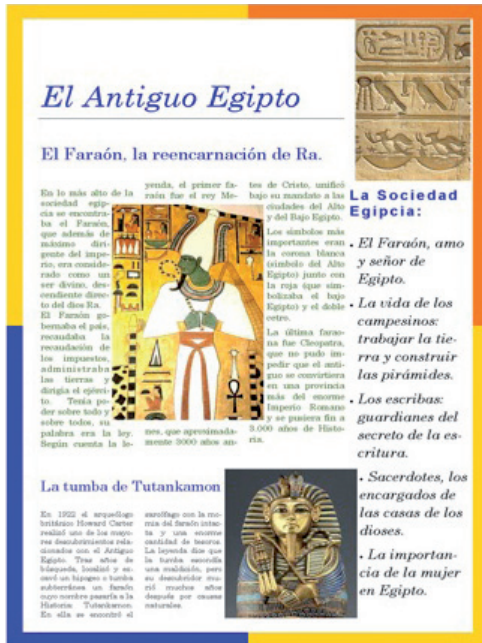 El Antiguo Egipto
El Faraón, la reencarnación de Ra.
En lo más alto de la
sociedad egip-
cia se encontra-
ba el Faraón,
que además de
máximo diri-
gente del impe-
rio, era conside-
rado como un
ser divino, des-
cendiente direc-
to del dios Ra.
El Faraón go-
bernaba el país,
recaudaba la
recaudación de
los impuestos,
administraba
las tierras y
dirigía el ejérci-
to. Tenía po-
der sobre todo y
sobre todos, su
palabra era la ley.
Según cuenta la le-
yenda, el primer fa-
raón fue el rey Me-
nes, que aproximada-
mente 3000 años an-
tes de Cristo, unificó
bajo su mandato a las
ciudades del Alto
y del Bajo Egipto.
Los símbolos más
importantes eran
la corona blanca
(símbolo del Alto
Egipto) junto con
la roja (que sim-
bolizaba el bajo
Egipto) y el doble
cetro.
La última farao-
na fue Cleopatra,
que no pudo im-
pedir que el anti-
guo se convirtiera
en una provincia
más del enorme
Imperio Romano
y se pusiera fin a
3.000 años de Histo-
ria.
La Sociedad
Egipcia:
• El Faraón, amo
y señor de
Egipto.
• La vida de los
campesinos:
trabajar la tie-
rra y construir
las pirámides.
• Los escribas:
guardianes del
secreto de la es-
critura.
• Sacerdotes, los
encargados de
las casas de los
dioses.
• La importan-
cia de la mujer
en Egipto.
La tumba de Tutankamon
En 1922 el arqueólogo
británico Howard Carter
realizó uno de los mayo-
res descubrimientos rela-
cionados con el Antiguo
Egipto. Tras años de
búsqueda, localizó y ex-
cavó un hipogeo o tumba
subterránea un faraón
cuyo nombre pasaría a la
Historia: Tutankamon.
En ella se encontró el
sarcófago con la mo-
mia del faraón intac-
ta y una enorme
cantidad de tesoros.
La leyenda dice que
la tumba escondía
una maldición, pero
su descubridor mu-
rió muchos años
después por causas
naturales.